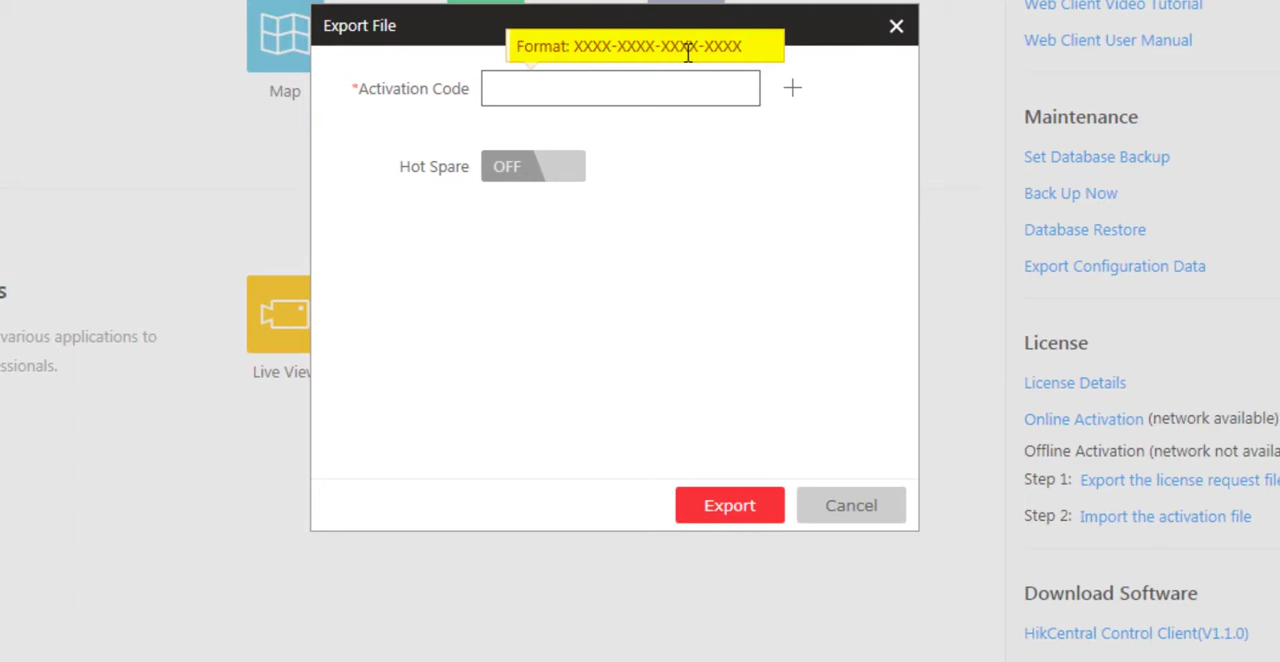 Export File
Format: XXXX-XXXX-XXXX-XXXX
*Activation Code
Hot Spare
OFF
Export
Cancel
Map
s
various applications to
ssionals.
Live View
Web Client Video Tutorial
Web Client User Manual
Maintenance
Set Database Backup
Back Up Now
Database Restore
Export Configuration Data
License
License Details
Online Activation (network available)
Offline Activation (network not availa
Step 1: Export the license request file
Step 2: Import the activation file
Download Software
HikCentral Control Client(V1.1.0)